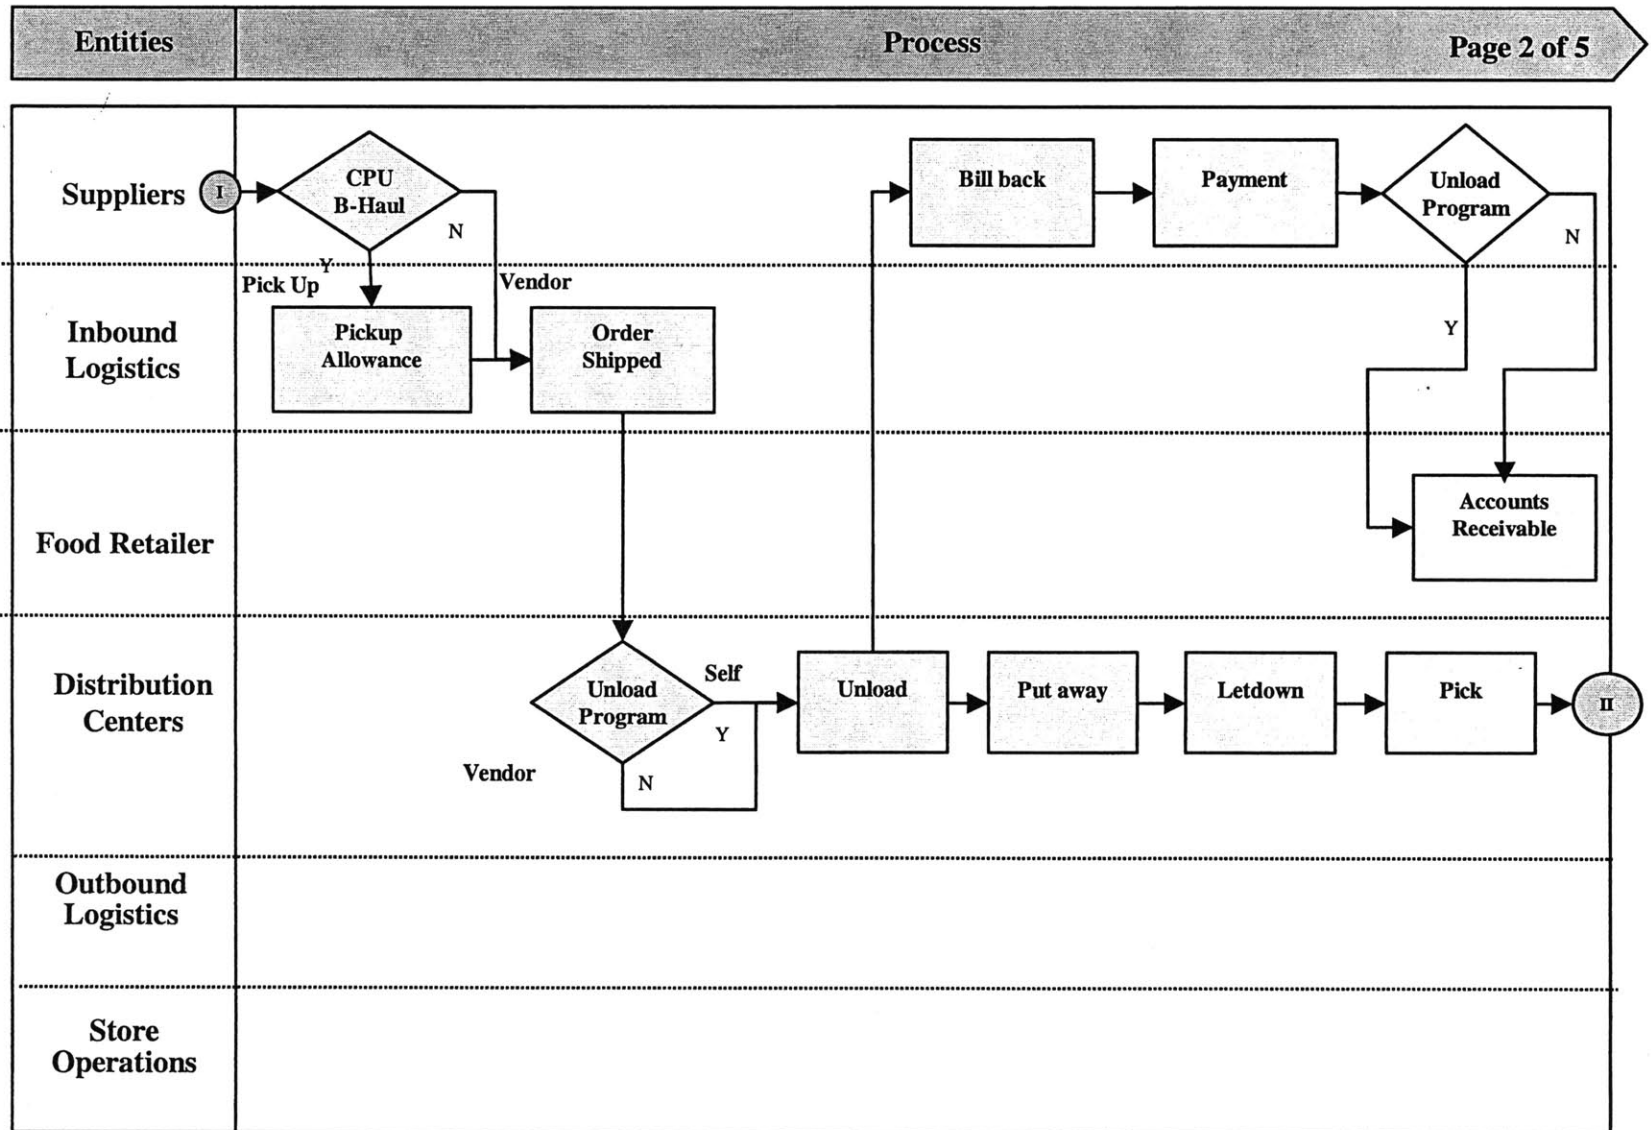 Entities
Process
Page 2 of 5
Suppliers
I
CPU
B-Haul
N
Y
Bill back
Payment
Unload
Program
N
Inbound
Logistics
Pick Up
Vendor
Pickup
Allowance
Order
Shipped
Y
Food Retailer
Accounts
Receivable
Distribution
Centers
Unload
Program
Self
Y
Vendor
N
Unload
Put away
Letdown
Pick
II
Outbound
Logistics
Store
Operations